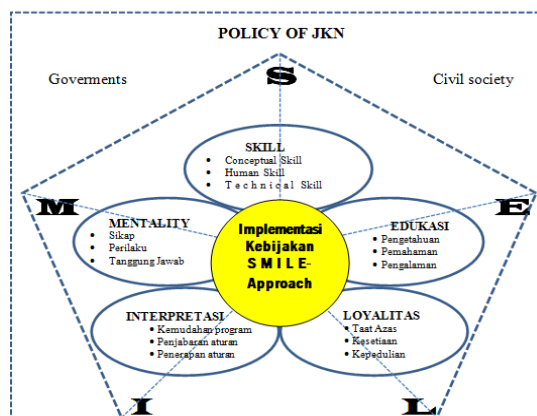 POLICY OF JKN
Goverments
Civil society
S
SKILL
• Conceptual Skill
• Human Skill
• Technical Skill
M
E
MENTALITY
• Sikap
• Perilaku
• Tanggung Jawab
Implementasi
Kebijakan
SMILE-
Approach
EDUKASI
• Pengetahuan
• Pemahaman
• Pengalaman
INTERPRETASI
• Kemudahan program
• Penjabaran aturan
• Penerapan aturan
LOYALITAS
• Taat Azas
• Kesetiaan
• Kepedulian
I
L